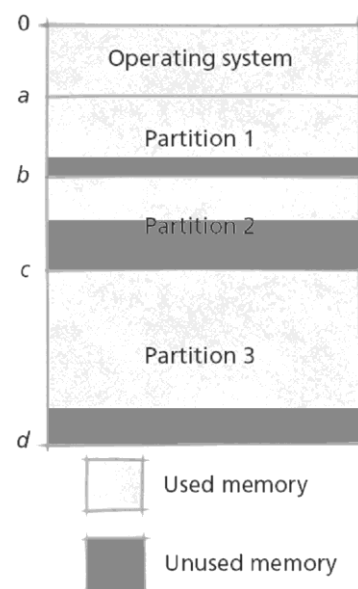 0
Operating system
a
Partition 1
b
Partition 2
c
Partition 3
d
Used memory
Unused memory